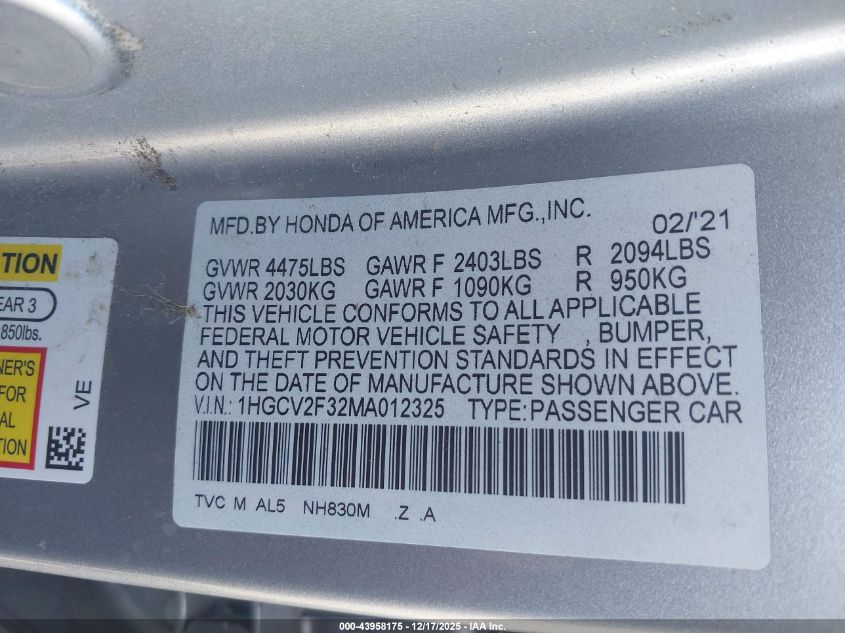 MFD.BY HONDA OF AMERICA MFG.,INC. 02/'21
GVWR 4475LBS GAWR F 2403LBS R 2094LBS
GVWR 2030KG GAWR F 1090KG R 950KG
THIS VEHICLE CONFORMS TO ALL APPLICABLE
FEDERAL MOTOR VEHICLE SAFETY , BUMPER,
AND THEFT PREVENTION STANDARDS IN EFFECT
ON THE DATE OF MANUFACTURE SHOWN ABOVE.
V.I.N.: 1HGCV2F32MA012325 TYPE:PASSENGER CAR
TVC M AL5 NH830M .Z .A
TION
EAR 3
850lbs.
NER'S
FOR
AL
TION
VE
000-43958175 - 12/17/2025 - IAA Inc.